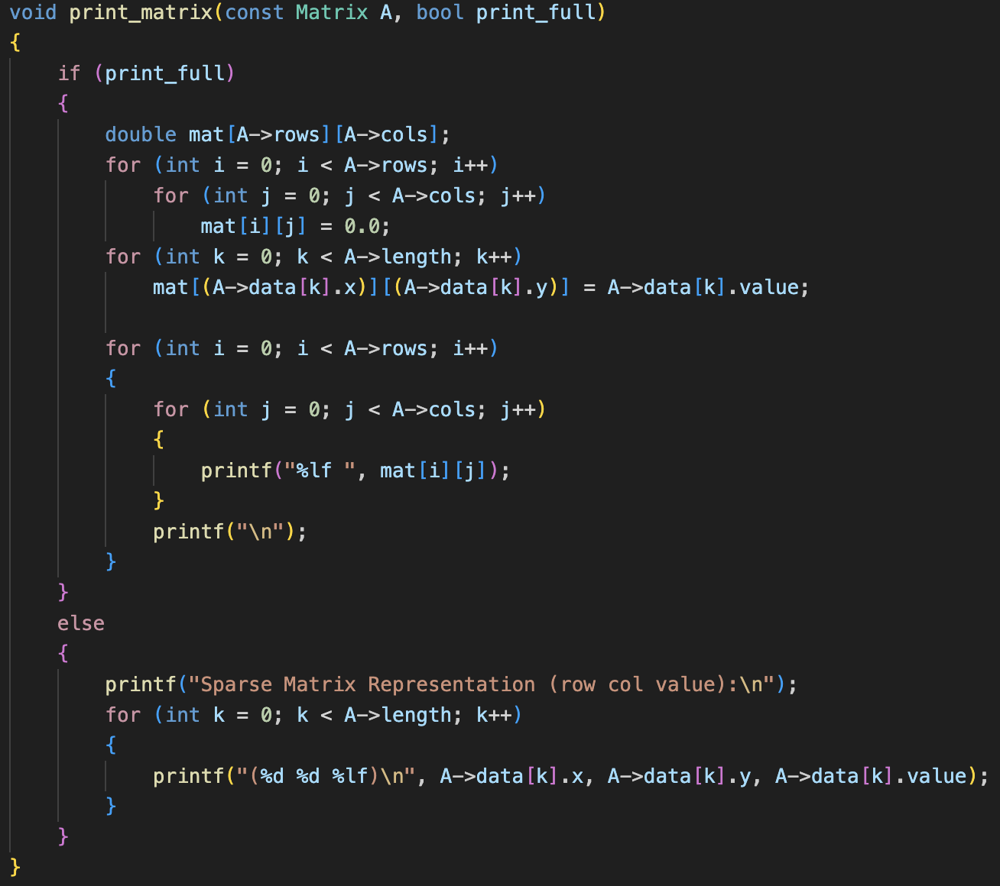 void print_matrix(const Matrix A, bool print_full)
{
    if (print_full)
    {
        double mat[A->rows][A->cols];
        for (int i = 0; i < A->rows; i++)
            for (int j = 0; j < A->cols; j++)
                mat[i][j] = 0.0;
        for (int k = 0; k < A->length; k++)
            mat[(A->data[k].x)][(A->data[k].y)] = A->data[k].value;

        for (int i = 0; i < A->rows; i++)
        {
            for (int j = 0; j < A->cols; j++)
            {
                printf("%lf ", mat[i][j]);
            }
            printf("\n");
        }
    }
    else
    {
        printf("Sparse Matrix Representation (row col value):\n");
        for (int k = 0; k < A->length; k++)
        {
            printf("(%d %d %lf)\n", A->data[k].x, A->data[k].y, A->data[k].value);
        }
    }
}